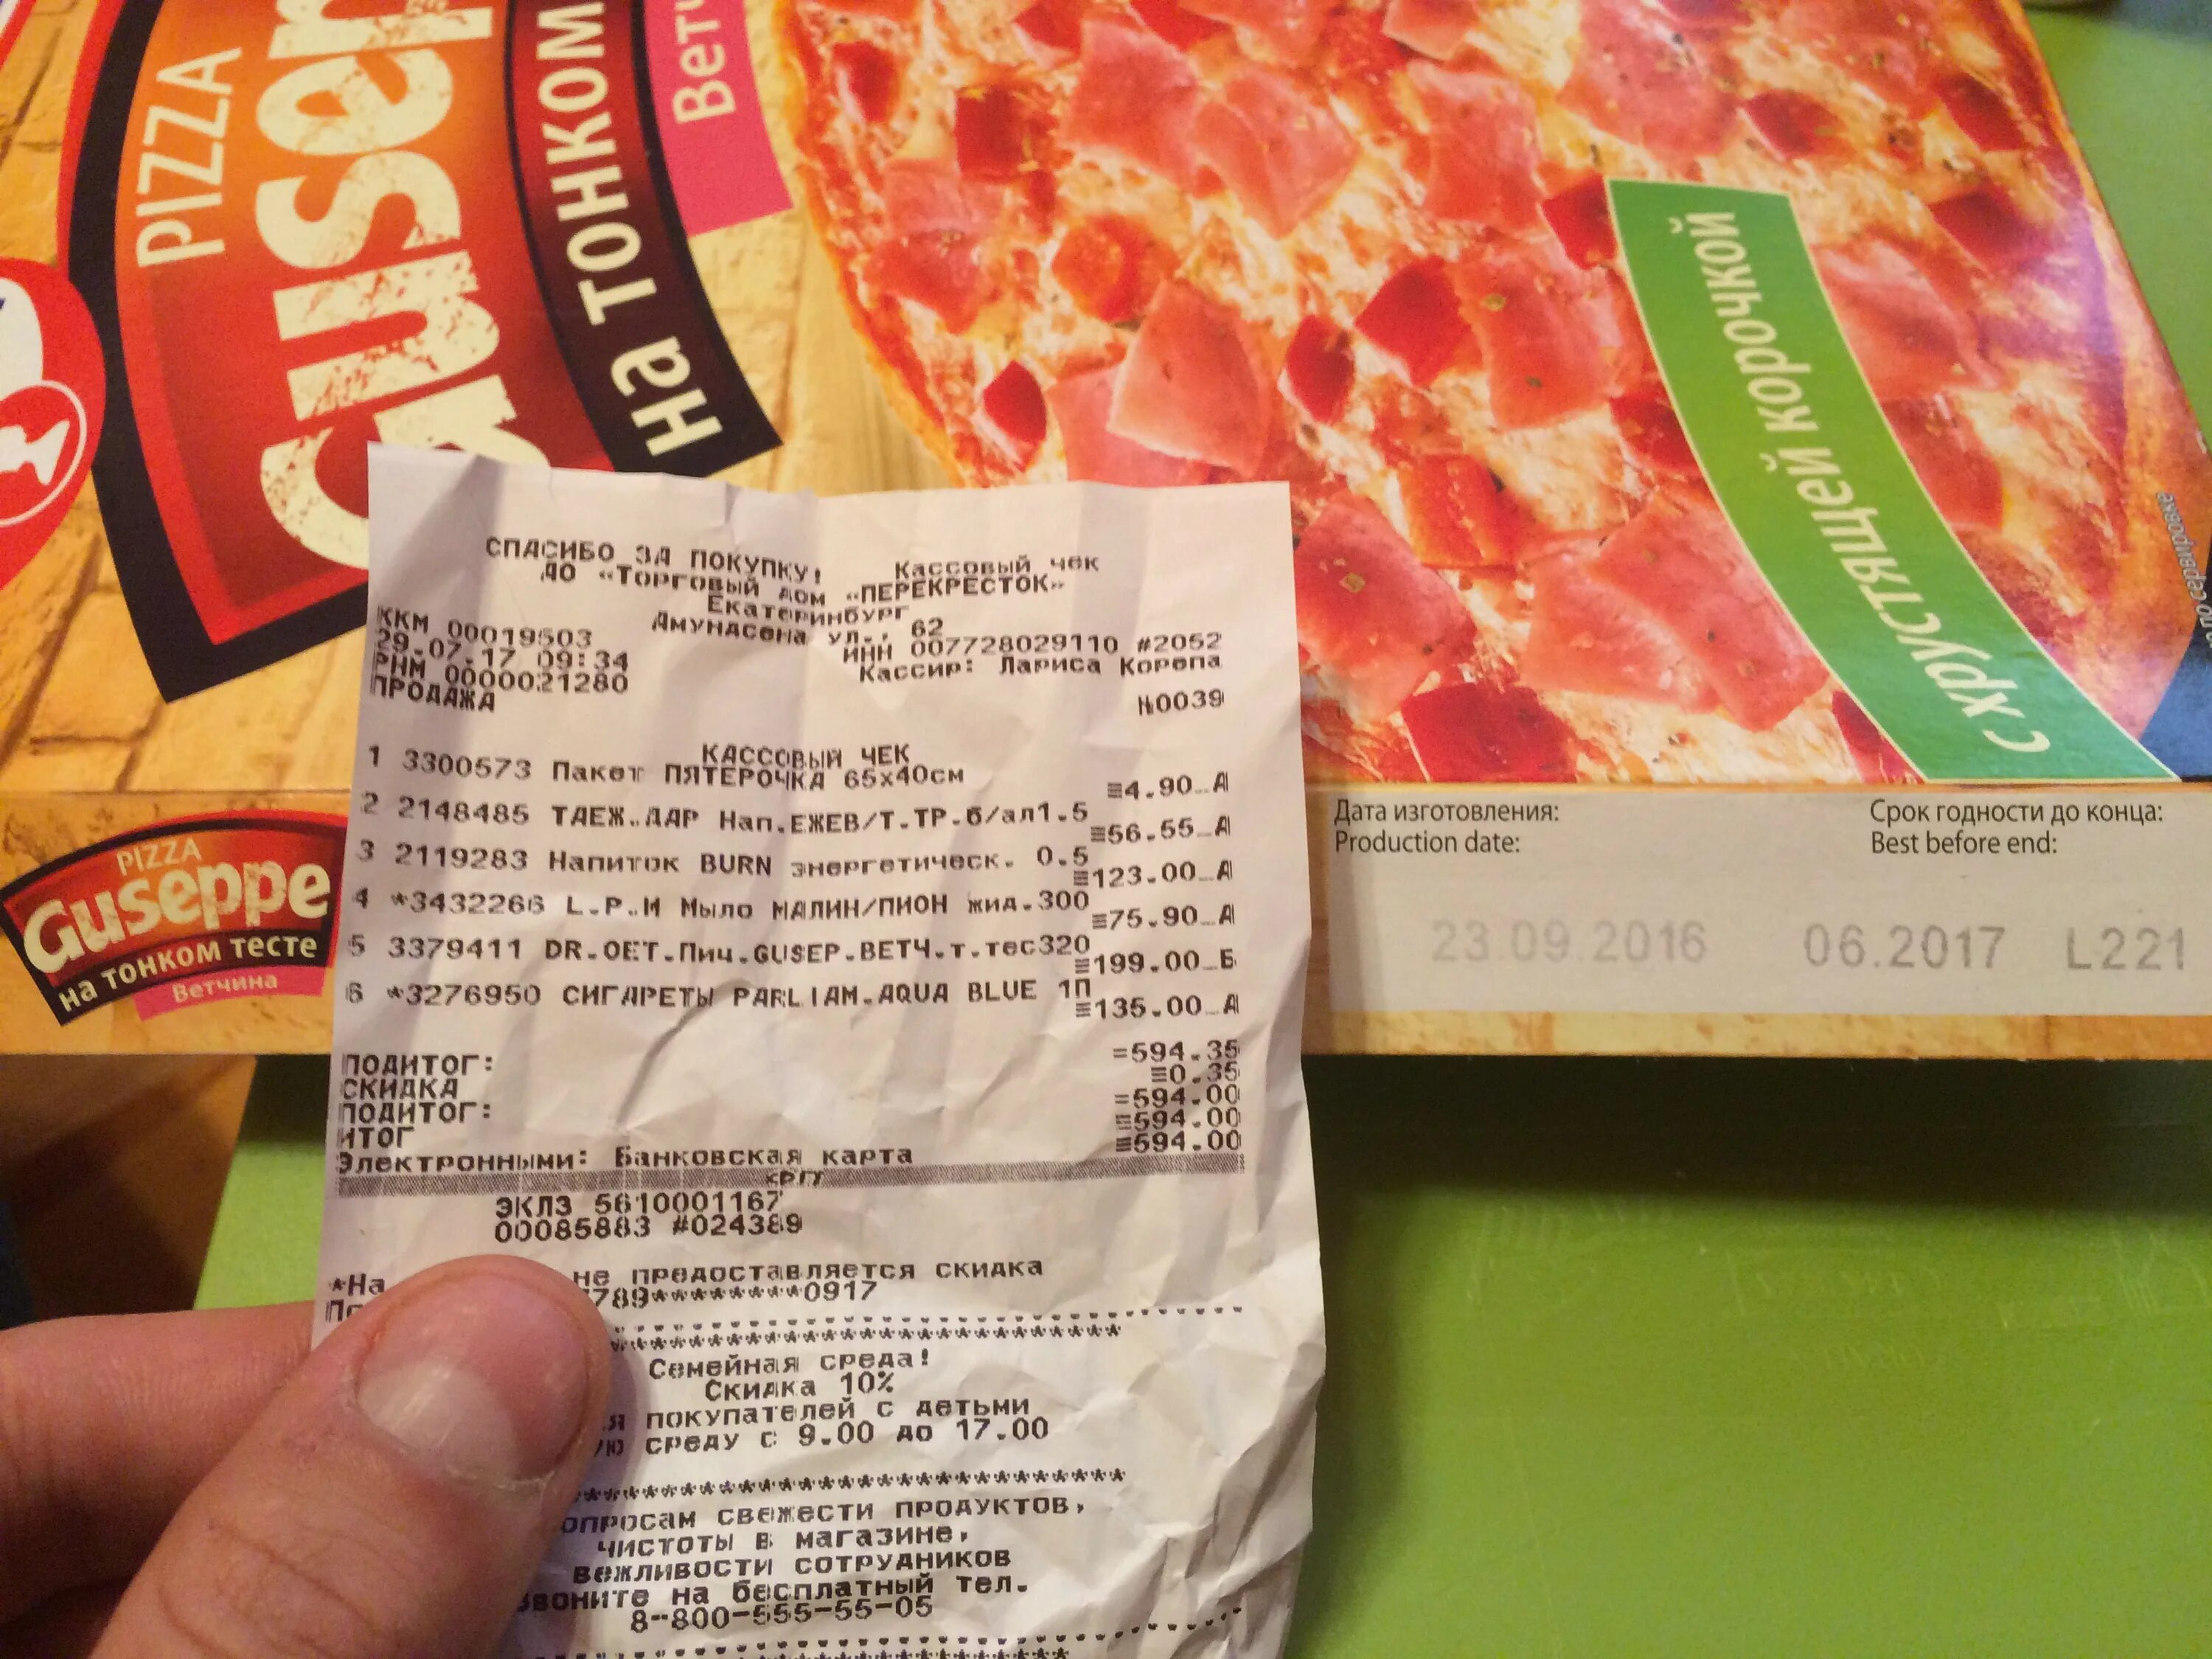 PIZZA
Gusep
на тонком
Ветч
с хрустящей корочкой
Дата изготовления:
Production date:
Срок годности до конца:
Best before end:
23.09.2016 06.2017 L221
PIZZA
Guseppe
на тонком тесте
Ветчина
СПАСИБО ЗА ПОКУПКУ! Кассовый чек
АО «Торговый дом «ПЕРЕКРЕСТОК»
Екатеринбург
Амундсена ул., 62
ККМ 00019503 ИНН 007728029110 #2052
29.07.17 09:34 Кассир: Лариса Корепа
РНМ 0000021280
ПРОДАЖА №0039
КАССОВЫЙ ЧЕК
1 3300573 Пакет ПЯТЕРОЧКА 65х40см
≡4.90_А
2 2148485 ТАЕЖ.ДАР Нап.ЕЖЕВ/Т.ТР.б/ал1.5
≡56.55_А
3 2119283 Напиток BURN энергетическ. 0.5
≡123.00_А
4 *3432266 L.P.M Мыло МАЛИН/ПИОН жид.300
≡75.90_А
5 3379411 DR.OET.Пиц.GUSEP.ВЕТЧ.т.тес320
≡199.00_Б
6 *3276950 СИГАРЕТЫ PARLIAM.AQUA BLUE 1П
≡135.00_А
ПОДИТОГ: =594.35
СКИДКА ≡0.35
ПОДИТОГ: =594.00
ИТОГ ≡594.00
Электронными: Банковская карта ≡594.00
ЭКЛЗ 5610001167
00085883 #024389
*На не предоставляется скидка
789*********0917
Семейная среда!
Скидка 10%
я покупателей с детьми
ую среду с 9.00 до 17.00
опросам свежести продуктов,
чистоты в магазине,
вежливости сотрудников
звоните на бесплатный тел.
8-800-555-55-05